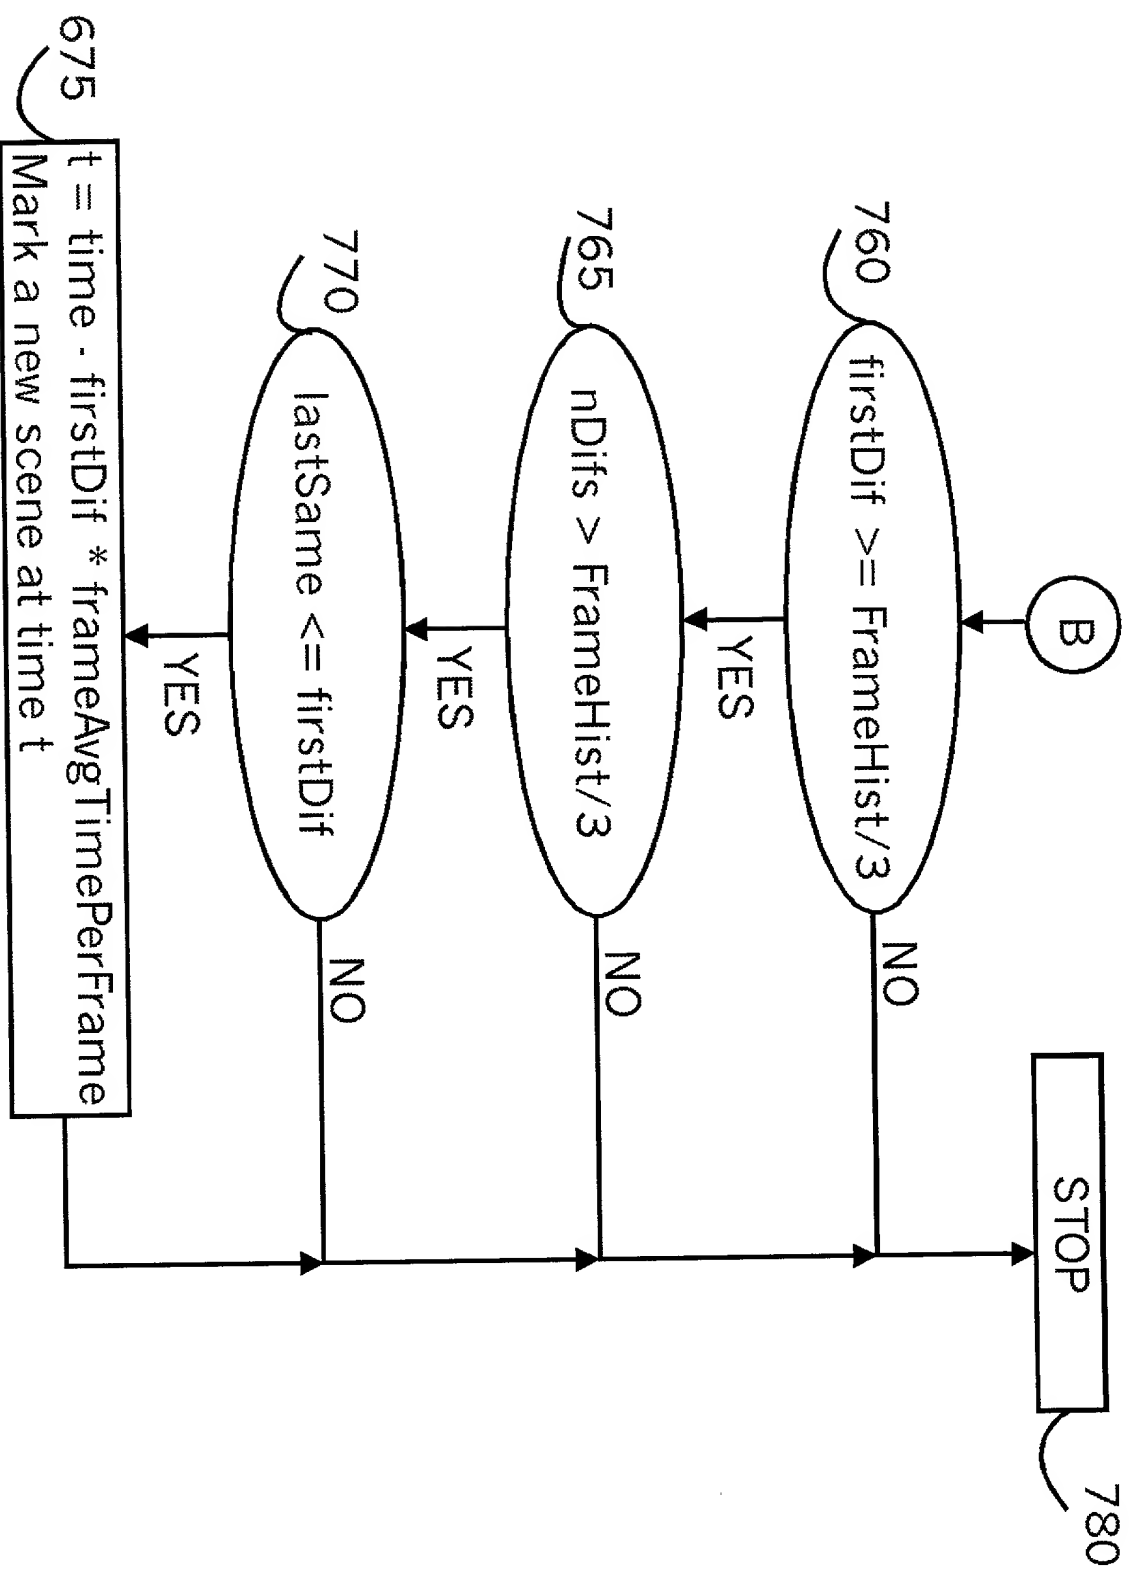 B
STOP
780
760
firstDif >= FrameHist/3
NO
YES
765
nDifs > FrameHist/3
NO
YES
770
lastSame <= firstDif
NO
YES
675
t = time - firstDif * frameAvgTimePerFrame
Mark a new scene at time t